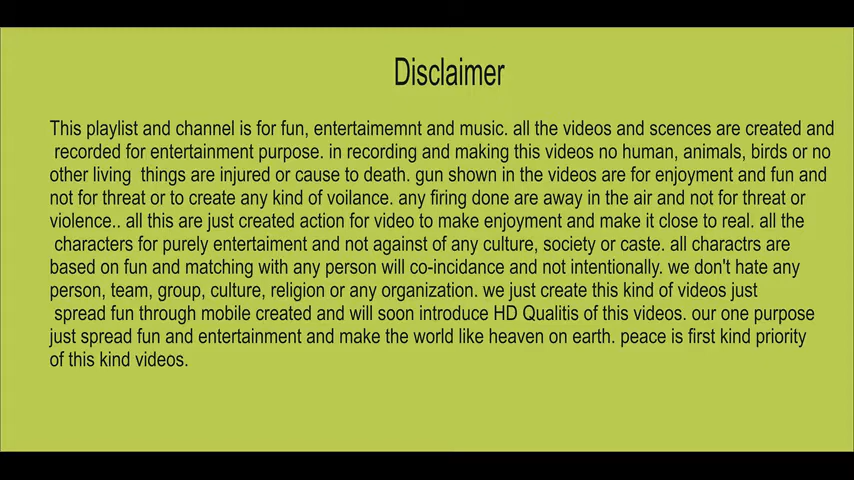 Disclaimer
This playlist and channel is for fun, entertaimemnt and music. all the videos and scences are created and
recorded for entertainment purpose. in recording and making this videos no human, animals, birds or no
other living things are injured or cause to death. gun shown in the videos are for enjoyment and fun and
not for threat or to create any kind of voilance. any firing done are away in the air and not for threat or
violence.. all this are just created action for video to make enjoyment and make it close to real. all the
characters for purely entertaiment and not against of any culture, society or caste. all charactrs are
based on fun and matching with any person will co-incidance and not intentionally. we don't hate any
person, team, group, culture, religion or any organization. we just create this kind of videos just
spread fun through mobile created and will soon introduce HD Qualitis of this videos. our one purpose
just spread fun and entertainment and make the world like heaven on earth. peace is first kind priority
of this kind videos.